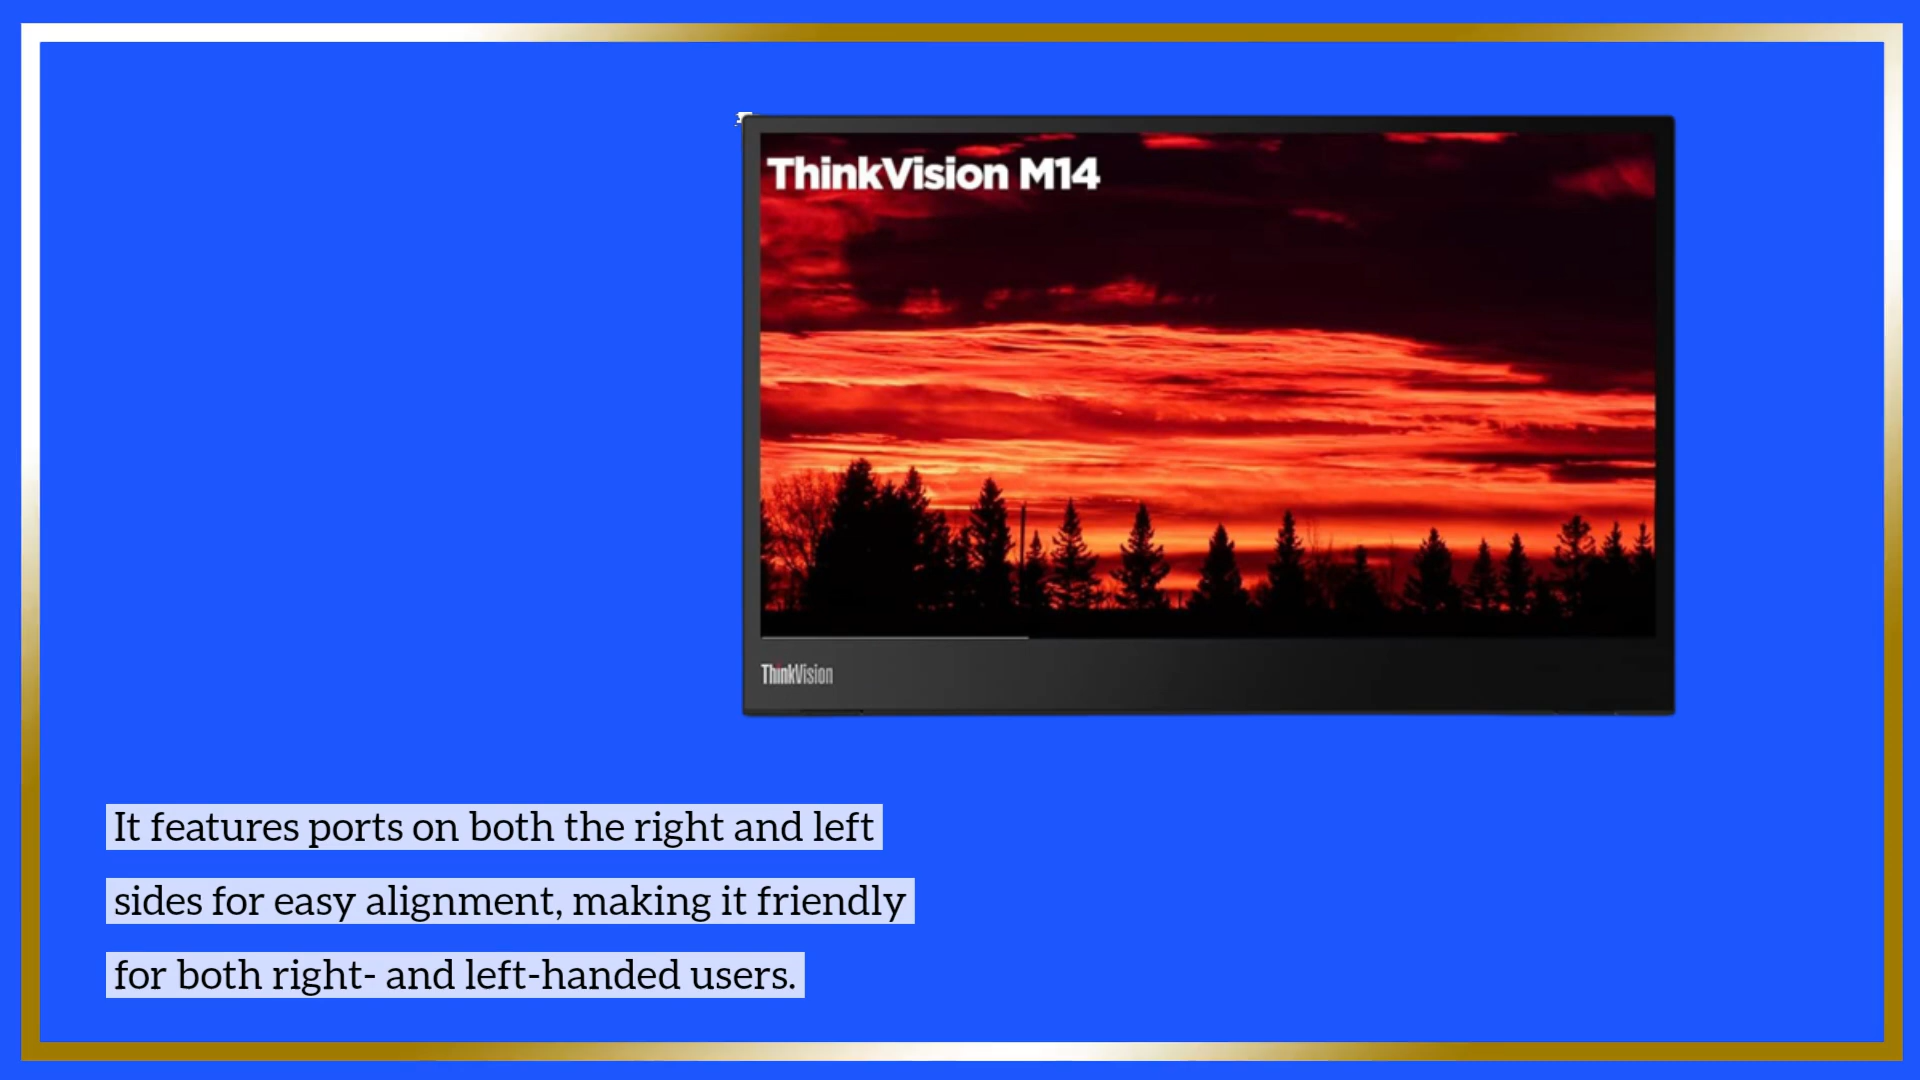 ThinkVision M14
ThinkVision
It features ports on both the right and left
sides for easy alignment, making it friendly
for both right- and left-handed users.